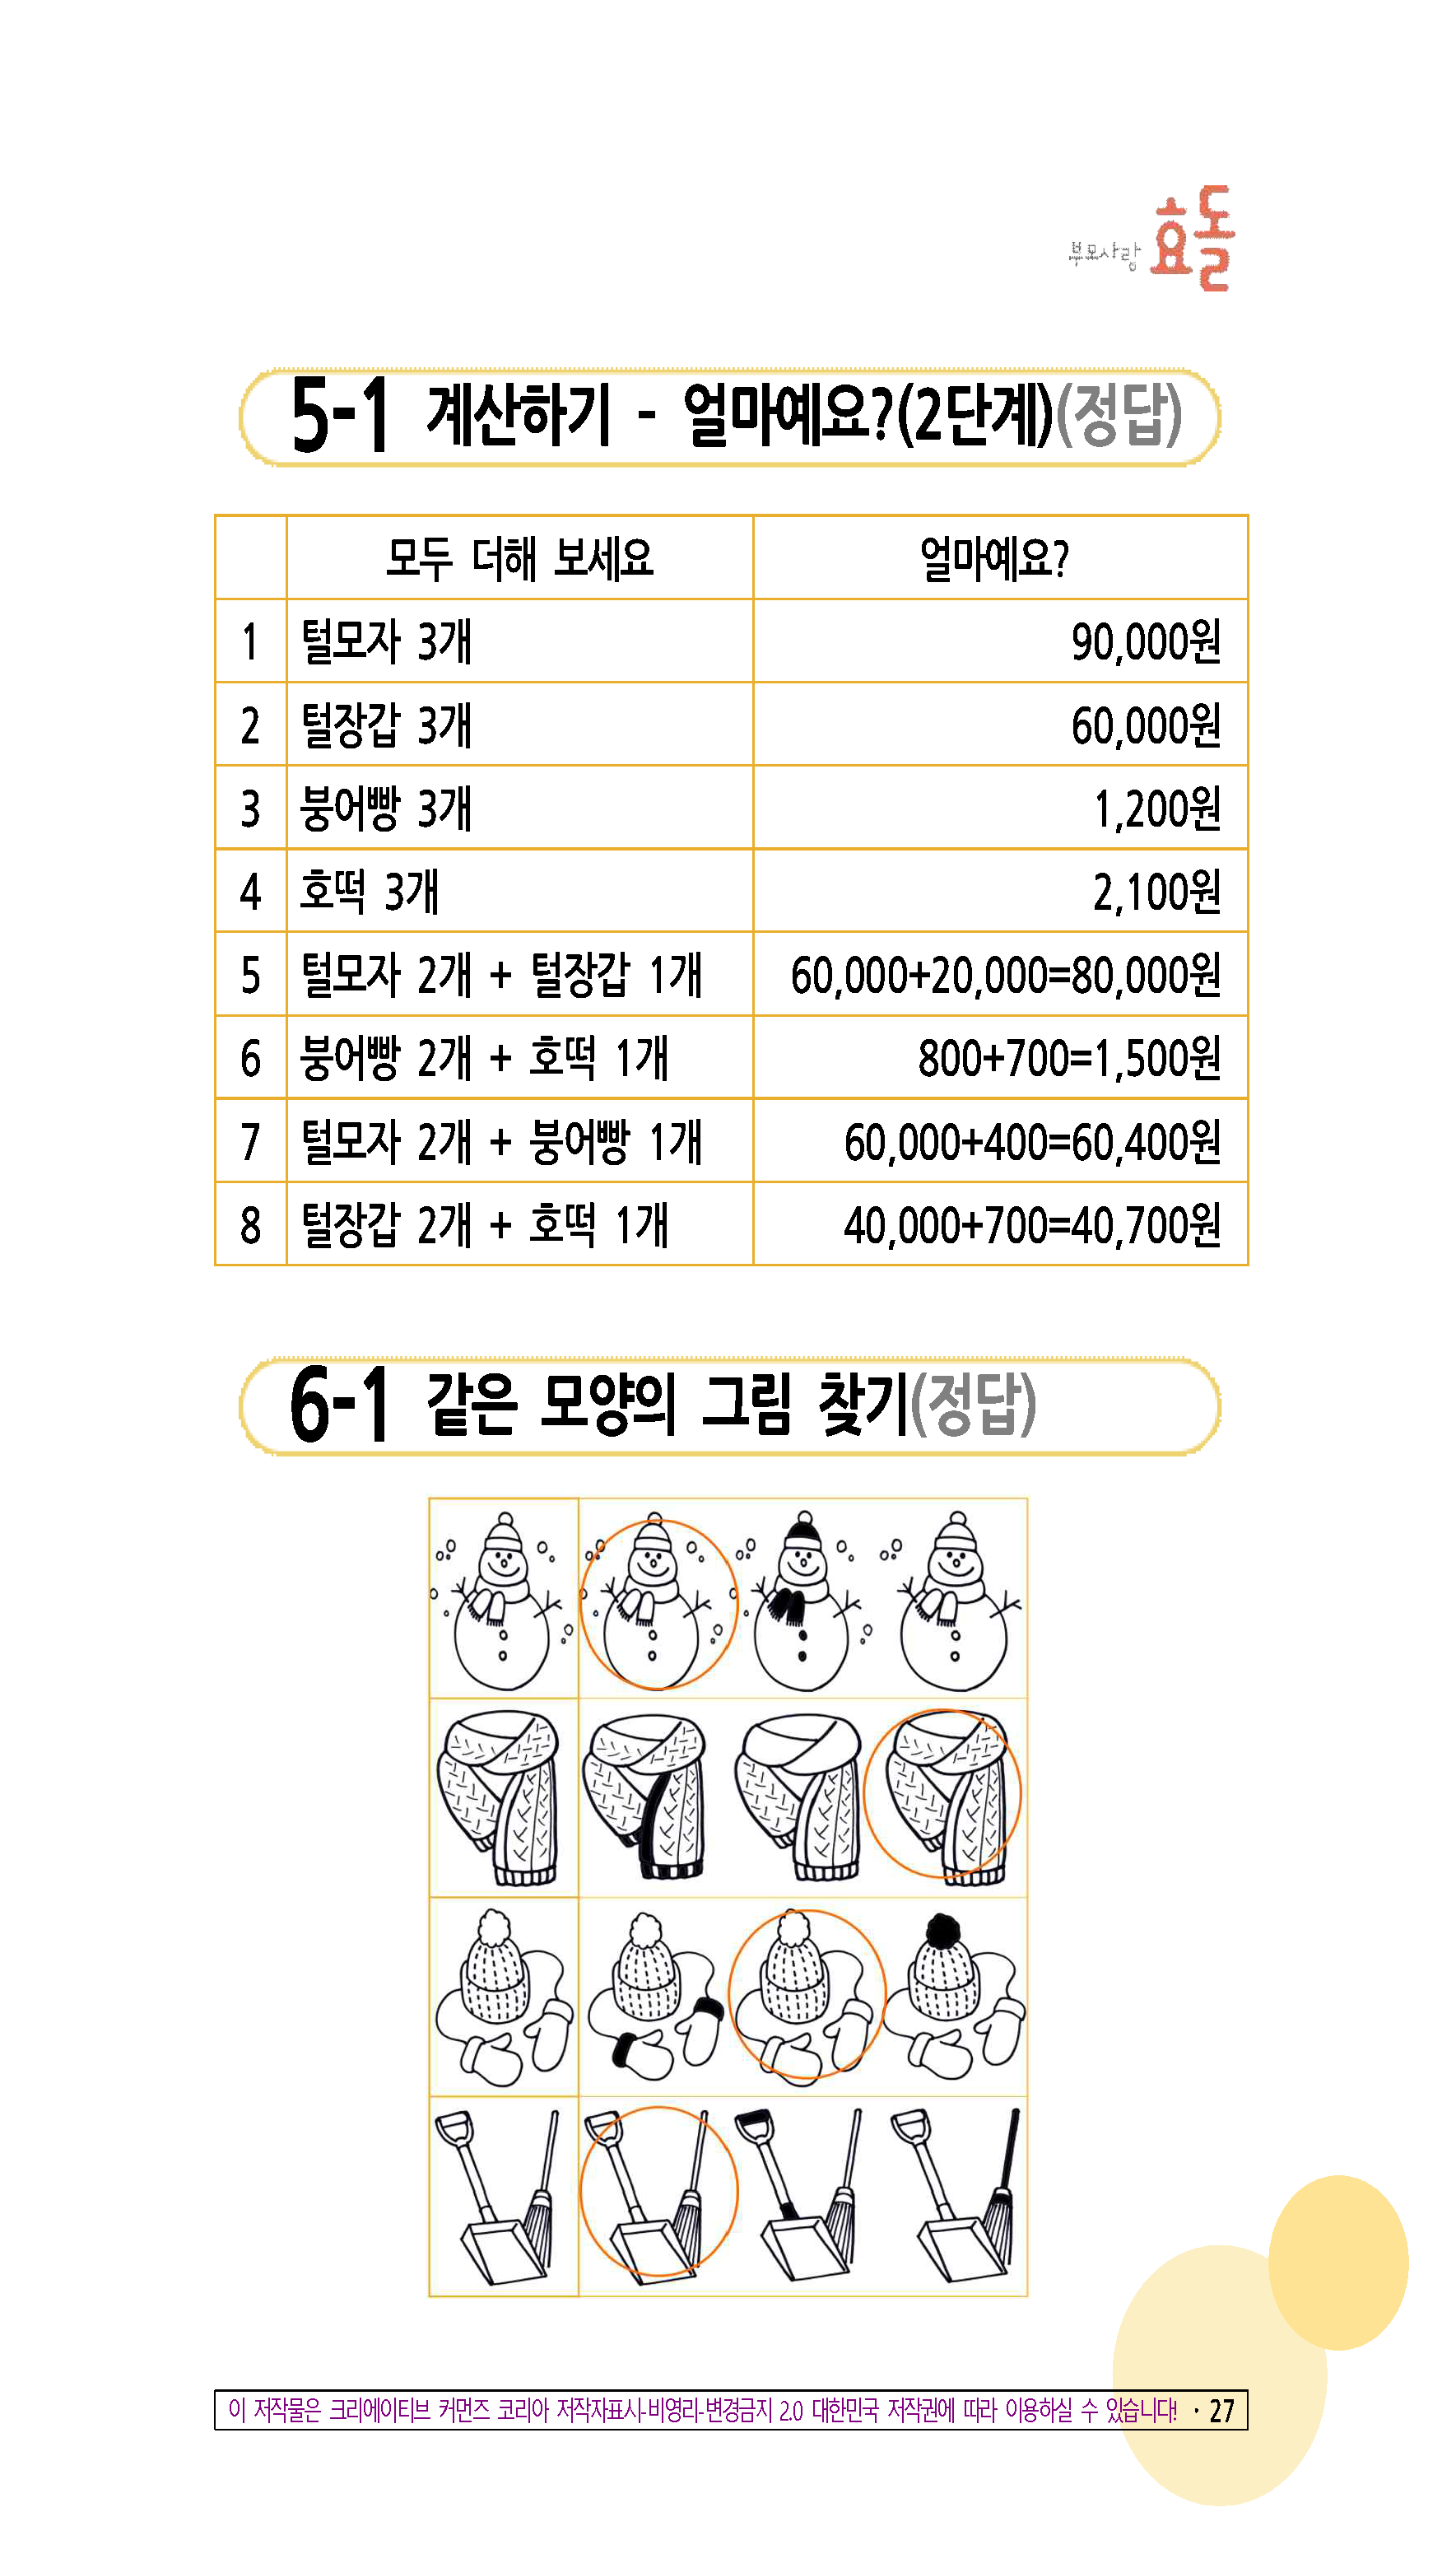 부모사랑 효돌
5-1 계산하기 - 얼마예요?(2단계)(정답)
모두 더해 보세요 얼마예요?
1 털모자 3개 90,000원
2 털장갑 3개 60,000원
3 붕어빵 3개 1,200원
4 호떡 3개 2,100원
5 털모자 2개 + 털장갑 1개 60,000+20,000=80,000원
6 붕어빵 2개 + 호떡 1개 800+700=1,500원
7 털모자 2개 + 붕어빵 1개 60,000+400=60,400원
8 털장갑 2개 + 호떡 1개 40,000+700=40,700원
6-1 같은 모양의 그림 찾기(정답)
이 저작물은 크리에이티브 커먼즈 코리아 저작자표시-비영리-변경금지 2.0 대한민국 저작권에 따라 이용하실 수 있습니다! · 27